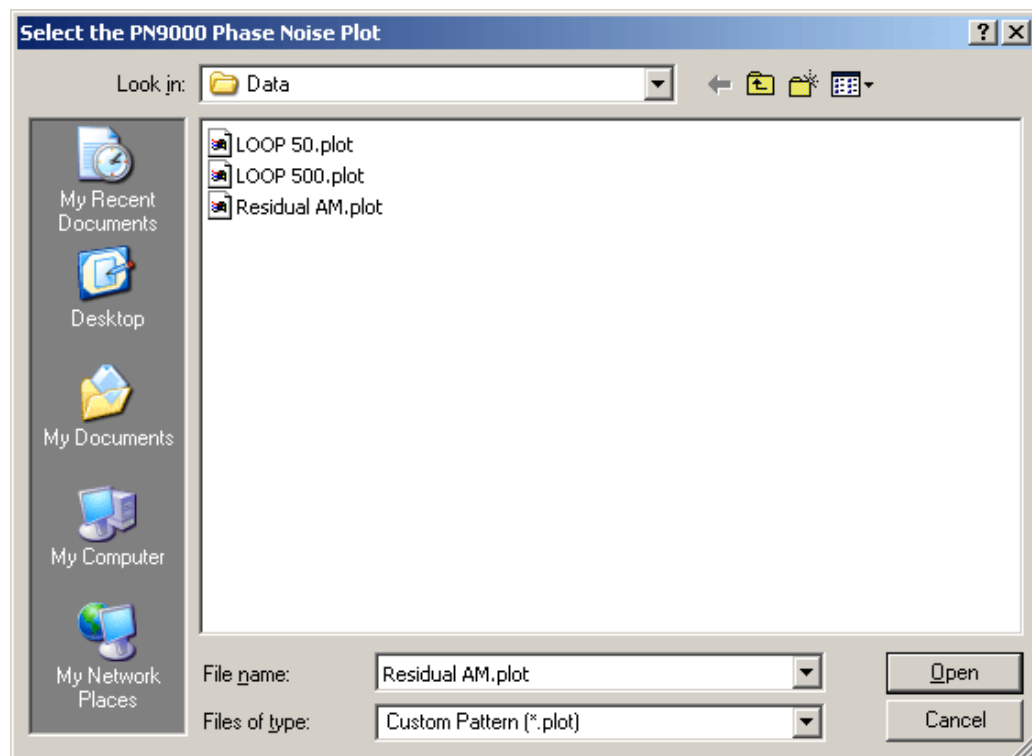 Select the PN9000 Phase Noise Plot
Look in:
Data
LOOP 50.plot
LOOP 500.plot
Residual AM.plot
My Recent
Documents
Desktop
My Documents
My Computer
My Network
Places
File name:
Residual AM.plot
Open
Files of type:
Custom Pattern (*.plot)
Cancel